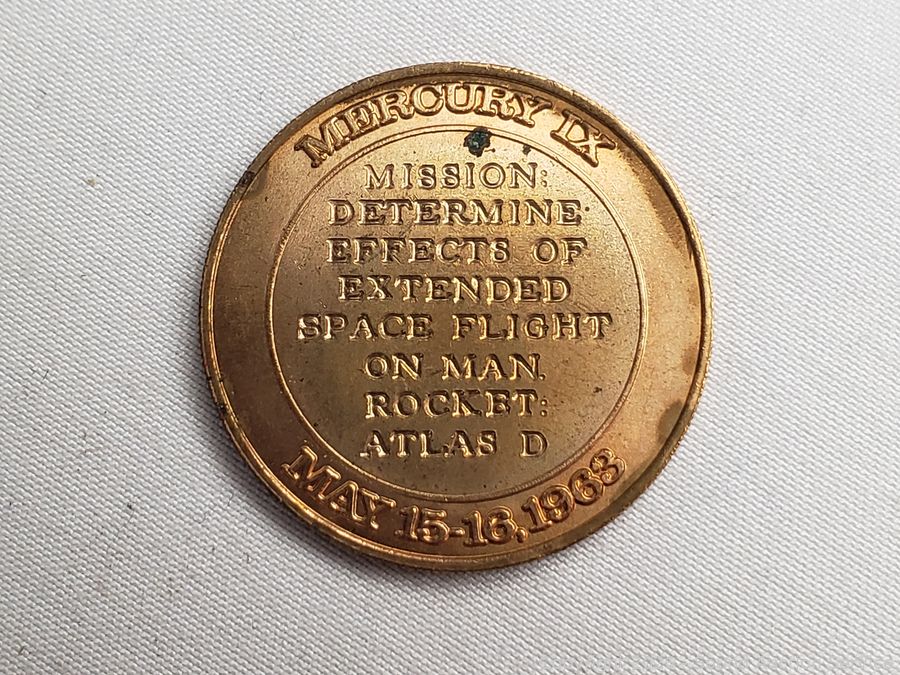 MERCURY IX
MISSION:
DETERMINE
EFFECTS OF
EXTENDED
SPACE FLIGHT
ON MAN.
ROCKET:
ATLAS D
MAY 15-16, 1963